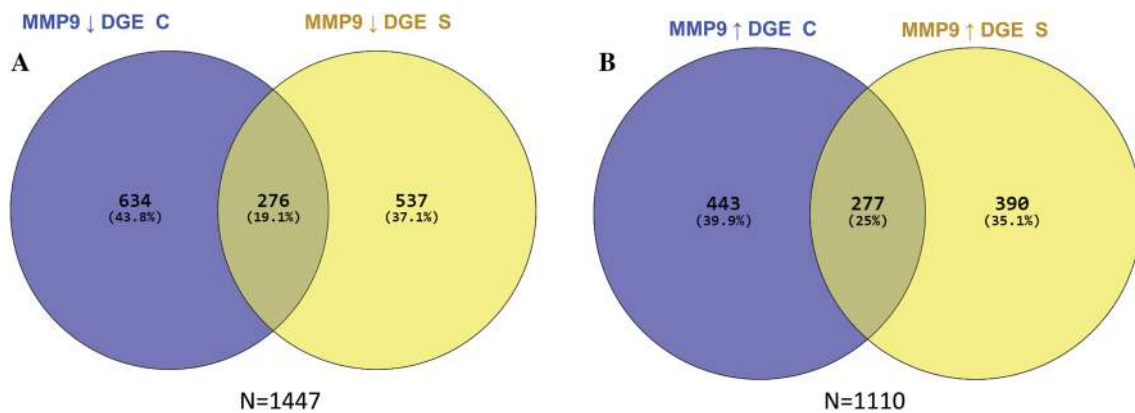 MMP9 ↓ DGE C
MMP9 ↓ DGE S
A
634
(43.8%)
276
(19.1%)
537
(37.1%)
N=1447
MMP9 ↑ DGE C
MMP9 ↑ DGE S
B
443
(39.9%)
277
(25%)
390
(35.1%)
N=1110